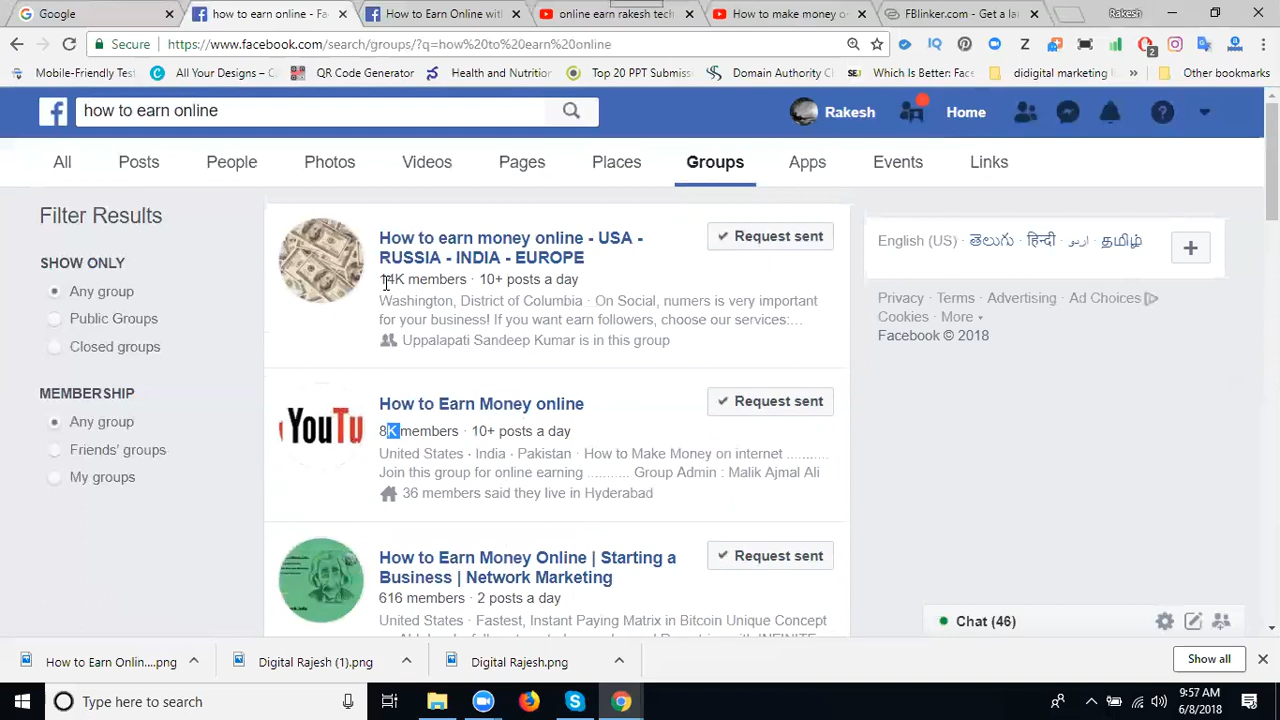 Google
how to earn online - Fa
How to Earn Online with
online earn rakesh tech
How to make money o
FBlinker.com - Get a la
Rakesh
Secure
https://www.facebook.com/search/groups/?q=how%20to%20earn%20online
Mobile-Friendly Test
All Your Designs – C
QR Code Generator
Health and Nutritio
Top 20 PPT Submiss
Domain Authority C
Which Is Better: Fac
didigital marketing
Other bookmarks
how to earn online
Rakesh
Home
All
Posts
People
Photos
Videos
Pages
Places
Groups
Apps
Events
Links
Filter Results
SHOW ONLY
Any group
Public Groups
Closed groups
MEMBERSHIP
Any group
Friends' groups
My groups
How to earn money online - USA -
RUSSIA - INDIA - EUROPE
Request sent
14K members · 10+ posts a day
Washington, District of Columbia · On Social, numers is very important
for your business! If you want earn followers, choose our services:...
Uppalapati Sandeep Kumar is in this group
YouTu
How to Earn Money online
Request sent
8K members · 10+ posts a day
United States · India · Pakistan · How to Make Money on internet ..........
Join this group for online earning .......... Group Admin : Malik Ajmal Ali
36 members said they live in Hyderabad
How to Earn Money Online | Starting a
Business | Network Marketing
Request sent
616 members · 2 posts a day
United States · Fastest, Instant Paying Matrix in Bitcoin Unique Concept
English (US) · తెలుగు · हिन्दी · اردو · தமிழ்
Privacy · Terms · Advertising · Ad Choices
Cookies · More
Facebook © 2018
Chat (46)
How to Earn Onlin....png
Digital Rajesh (1).png
Digital Rajesh.png
Show all
Type here to search
9:57 AM
6/8/2018